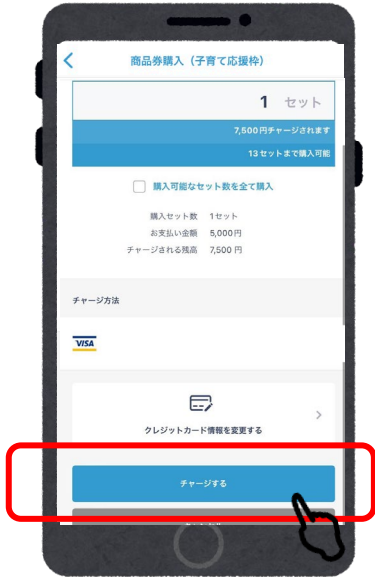 商品券購入（子育て応援枠）
1 セット
7,500円チャージされます
13セットまで購入可能
購入可能なセット数を全て購入
購入セット数 1セット
お支払い金額 5,000円
チャージされる残高 7,500 円
チャージ方法
VISA
クレジットカード情報を変更する
チャージする